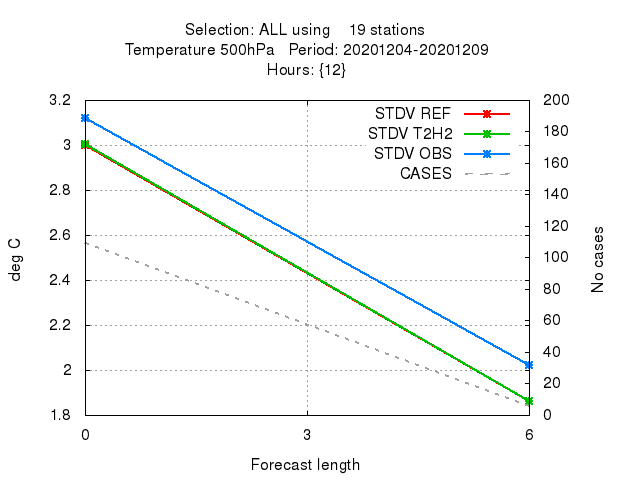 Selection: ALL using 19 stations
Temperature 500hPa Period: 20201204-20201209
Hours: {12}
STDV REF
STDV T2H2
STDV OBS
CASES
deg C
3.2
3
2.8
2.6
2.4
2.2
2
1.8
200
180
160
140
120
100
80
60
40
20
0
No cases
0 3 6
Forecast length